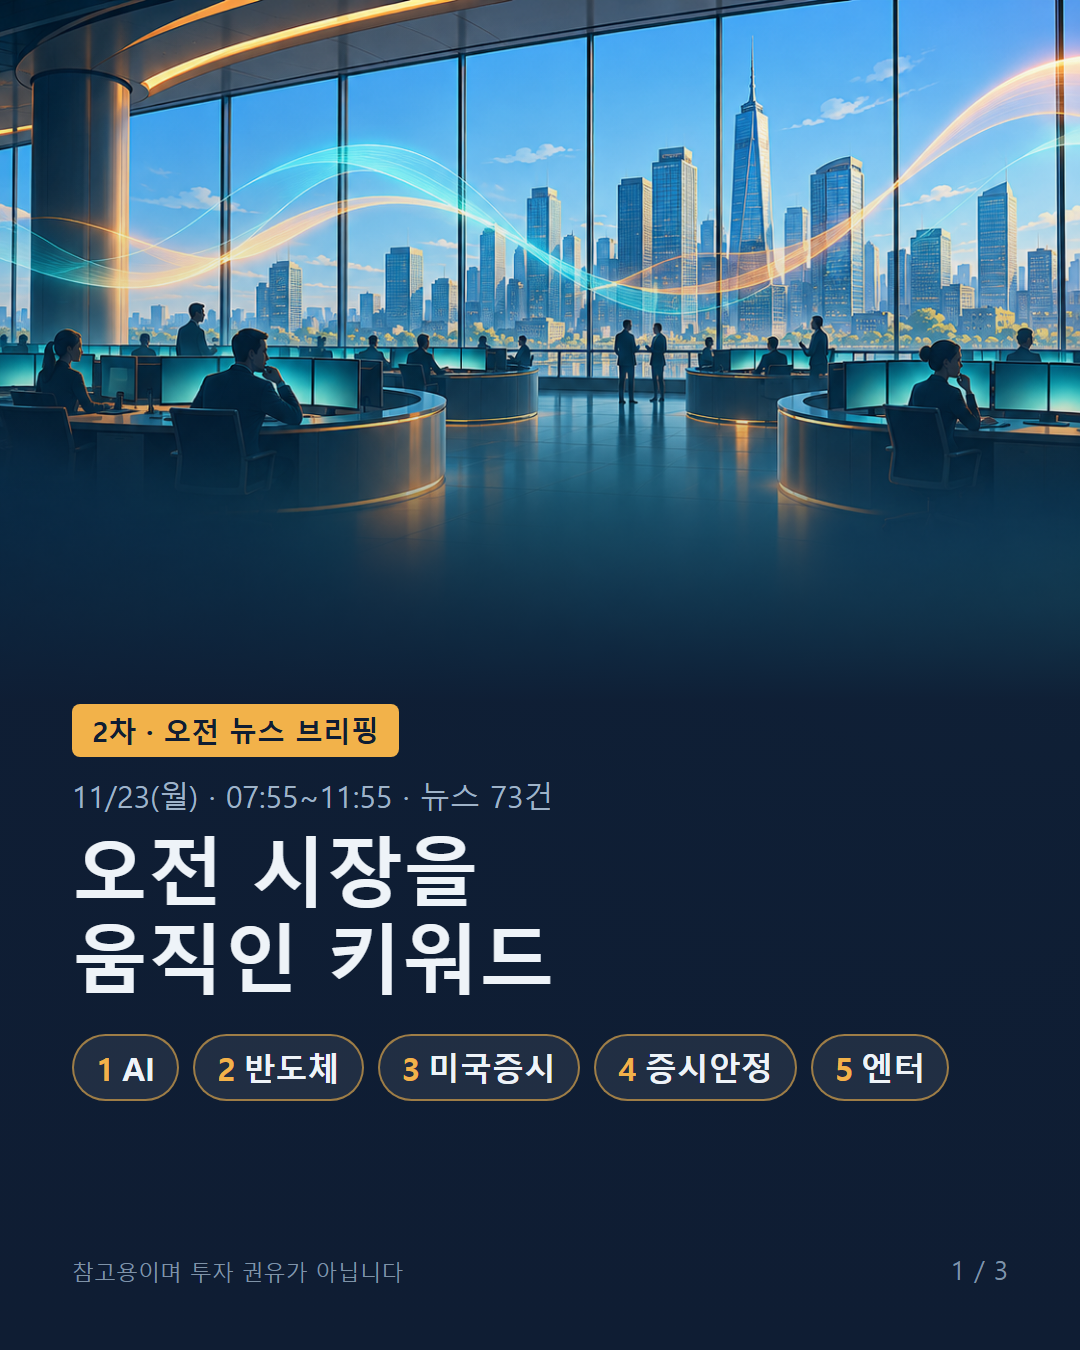 2차 · 오전 뉴스 브리핑
11/23(월) · 07:55~11:55 · 뉴스 73건
오전 시장을
움직인 키워드
1 AI 2 반도체 3 미국증시 4 증시안정 5 엔터
참고용이며 투자 권유가 아닙니다 1 / 3